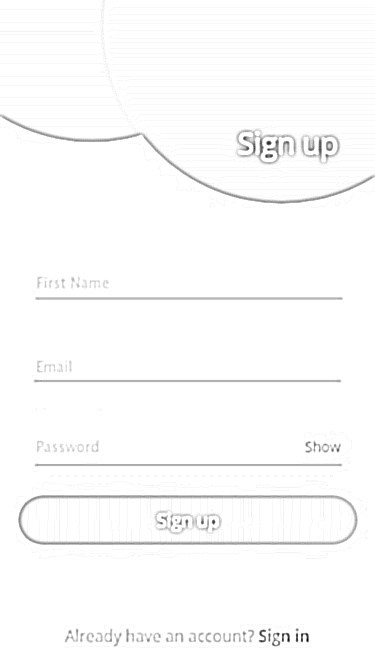 Sign up
First Name
Email
Password Show
Sign up
Already have an account? Sign in